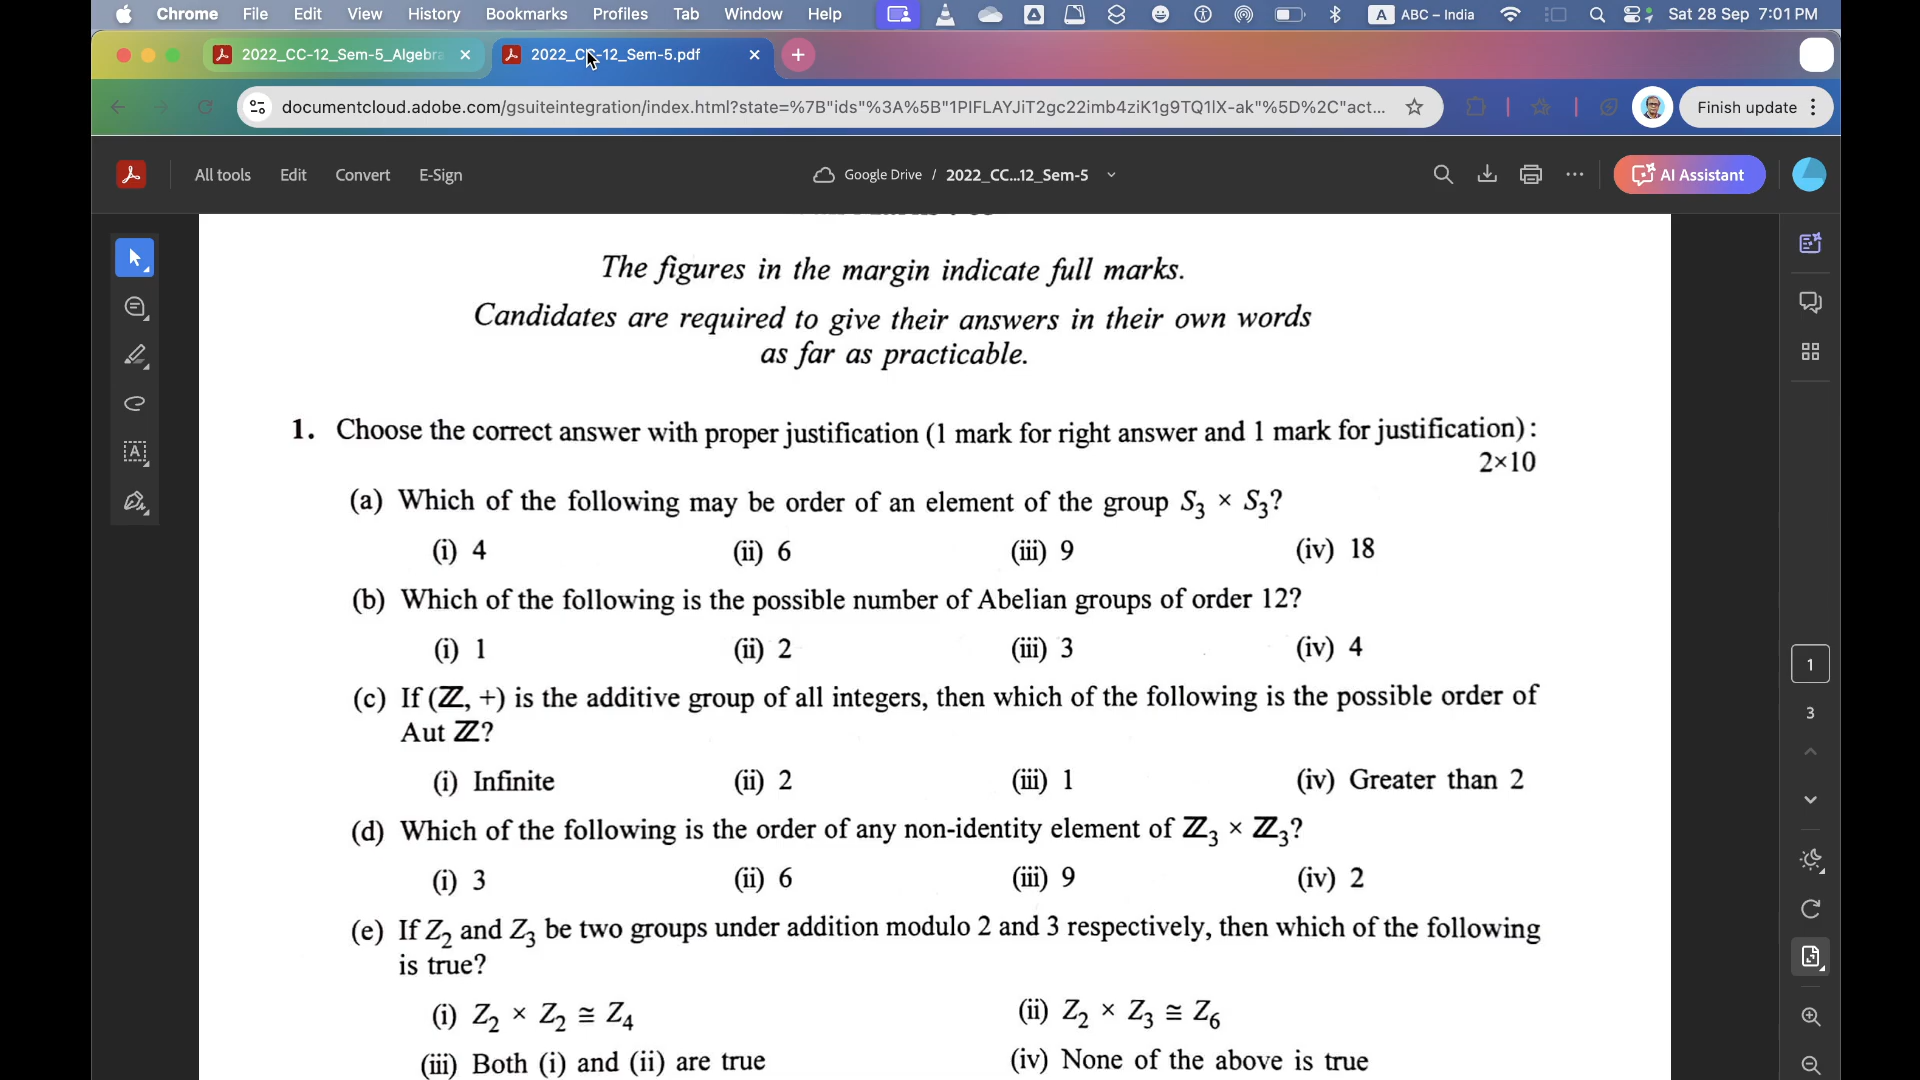 Chrome File Edit View History Bookmarks Profiles Tab Window Help A ABC – India Sat 28 Sep 7:01 PM
2022_CC-12_Sem-5_Algebra 2022_CC-12_Sem-5.pdf
documentcloud.adobe.com/gsuiteintegration/index.html?state=%7B"ids"%3A%5B"1PIFLAYJiT2gc22imb4ziK1g9TQ1lX-ak"%5D%2C"act... Finish update
All tools Edit Convert E-Sign Google Drive / 2022_CC...12_Sem-5 AI Assistant
The figures in the margin indicate full marks.
Candidates are required to give their answers in their own words
as far as practicable.
1. Choose the correct answer with proper justification (1 mark for right answer and 1 mark for justification) :
2×10
(a) Which of the following may be order of an element of the group S₃ × S₃?
(i) 4 (ii) 6 (iii) 9 (iv) 18
(b) Which of the following is the possible number of Abelian groups of order 12?
(i) 1 (ii) 2 (iii) 3 (iv) 4
(c) If (ℤ, +) is the additive group of all integers, then which of the following is the possible order of
Aut ℤ?
(i) Infinite (ii) 2 (iii) 1 (iv) Greater than 2
(d) Which of the following is the order of any non-identity element of ℤ₃ × ℤ₃?
(i) 3 (ii) 6 (iii) 9 (iv) 2
(e) If Z₂ and Z₃ be two groups under addition modulo 2 and 3 respectively, then which of the following
is true?
(i) Z₂ × Z₂ ≅ Z₄ (ii) Z₂ × Z₃ ≅ Z₆
(iii) Both (i) and (ii) are true (iv) None of the above is true
1
3